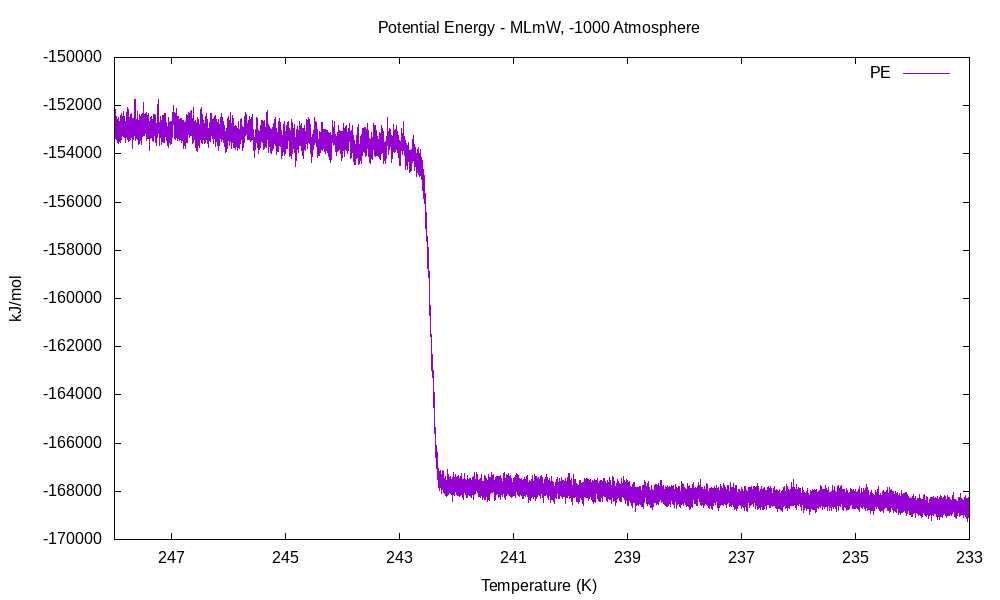 Potential Energy - MLmW, -1000 Atmosphere
PE
-150000
-152000
-154000
-156000
-158000
-160000
-162000
-164000
-166000
-168000
-170000
kJ/mol
247 245 243 241 239 237 235 233
Temperature (K)